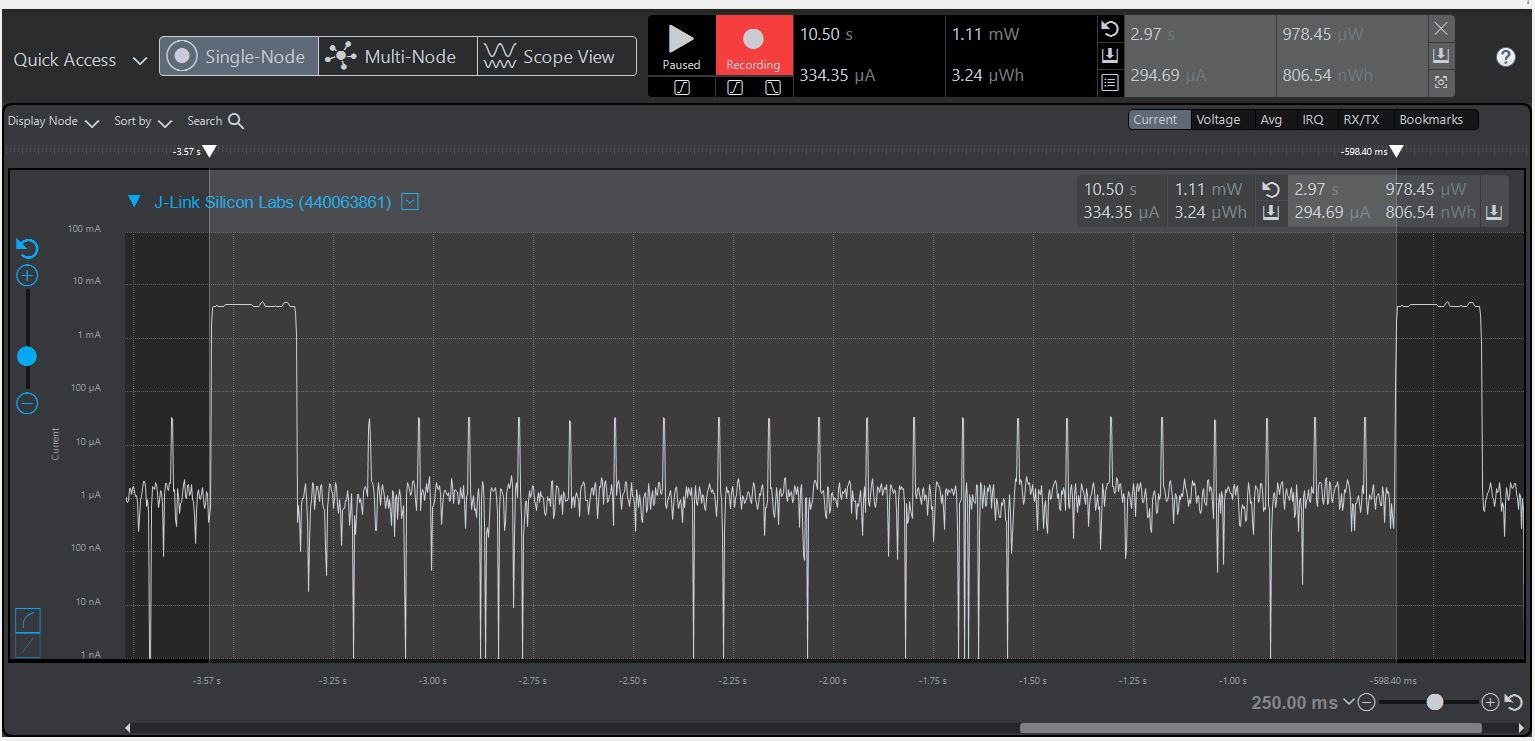 Quick Access Single-Node Multi-Node Scope View
Paused Recording
10.50 s 1.11 mW
334.35 µA 3.24 µWh
2.97 s 978.45 µW
294.69 µA 806.54 nWh
?
Display Node Sort by Search
Current Voltage Avg IRQ RX/TX Bookmarks
-3.57 s -598.40 ms
J-Link Silicon Labs (440063861)
10.50 s 1.11 mW 2.97 s 978.45 µW
334.35 µA 3.24 µWh 294.69 µA 806.54 nWh
100 mA
10 mA
1 mA
100 µA
10 µA
Current
1 µA
100 nA
10 nA
1 nA
-3.57 s -3.25 s -3.00 s -2.75 s -2.50 s -2.25 s -2.00 s -1.75 s -1.50 s -1.25 s -1.00 s -598.40 ms
250.00 ms